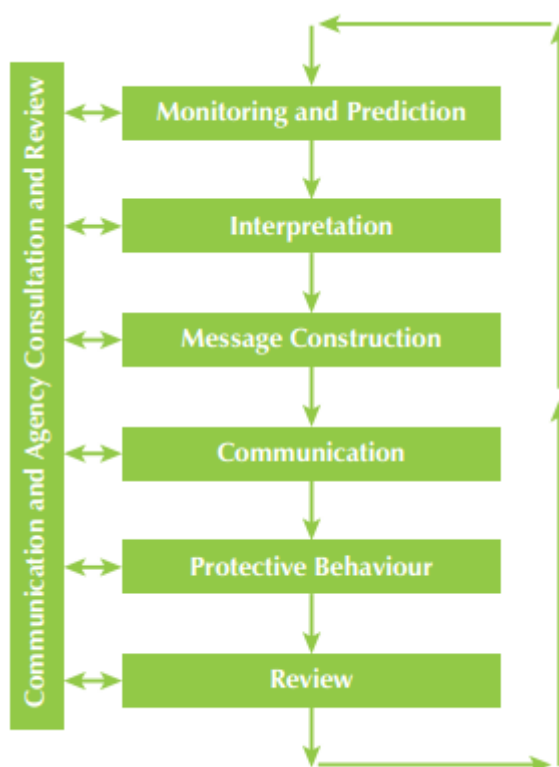 Communication and Agency Consultation and Review
Monitoring and Prediction
Interpretation
Message Construction
Communication
Protective Behaviour
Review